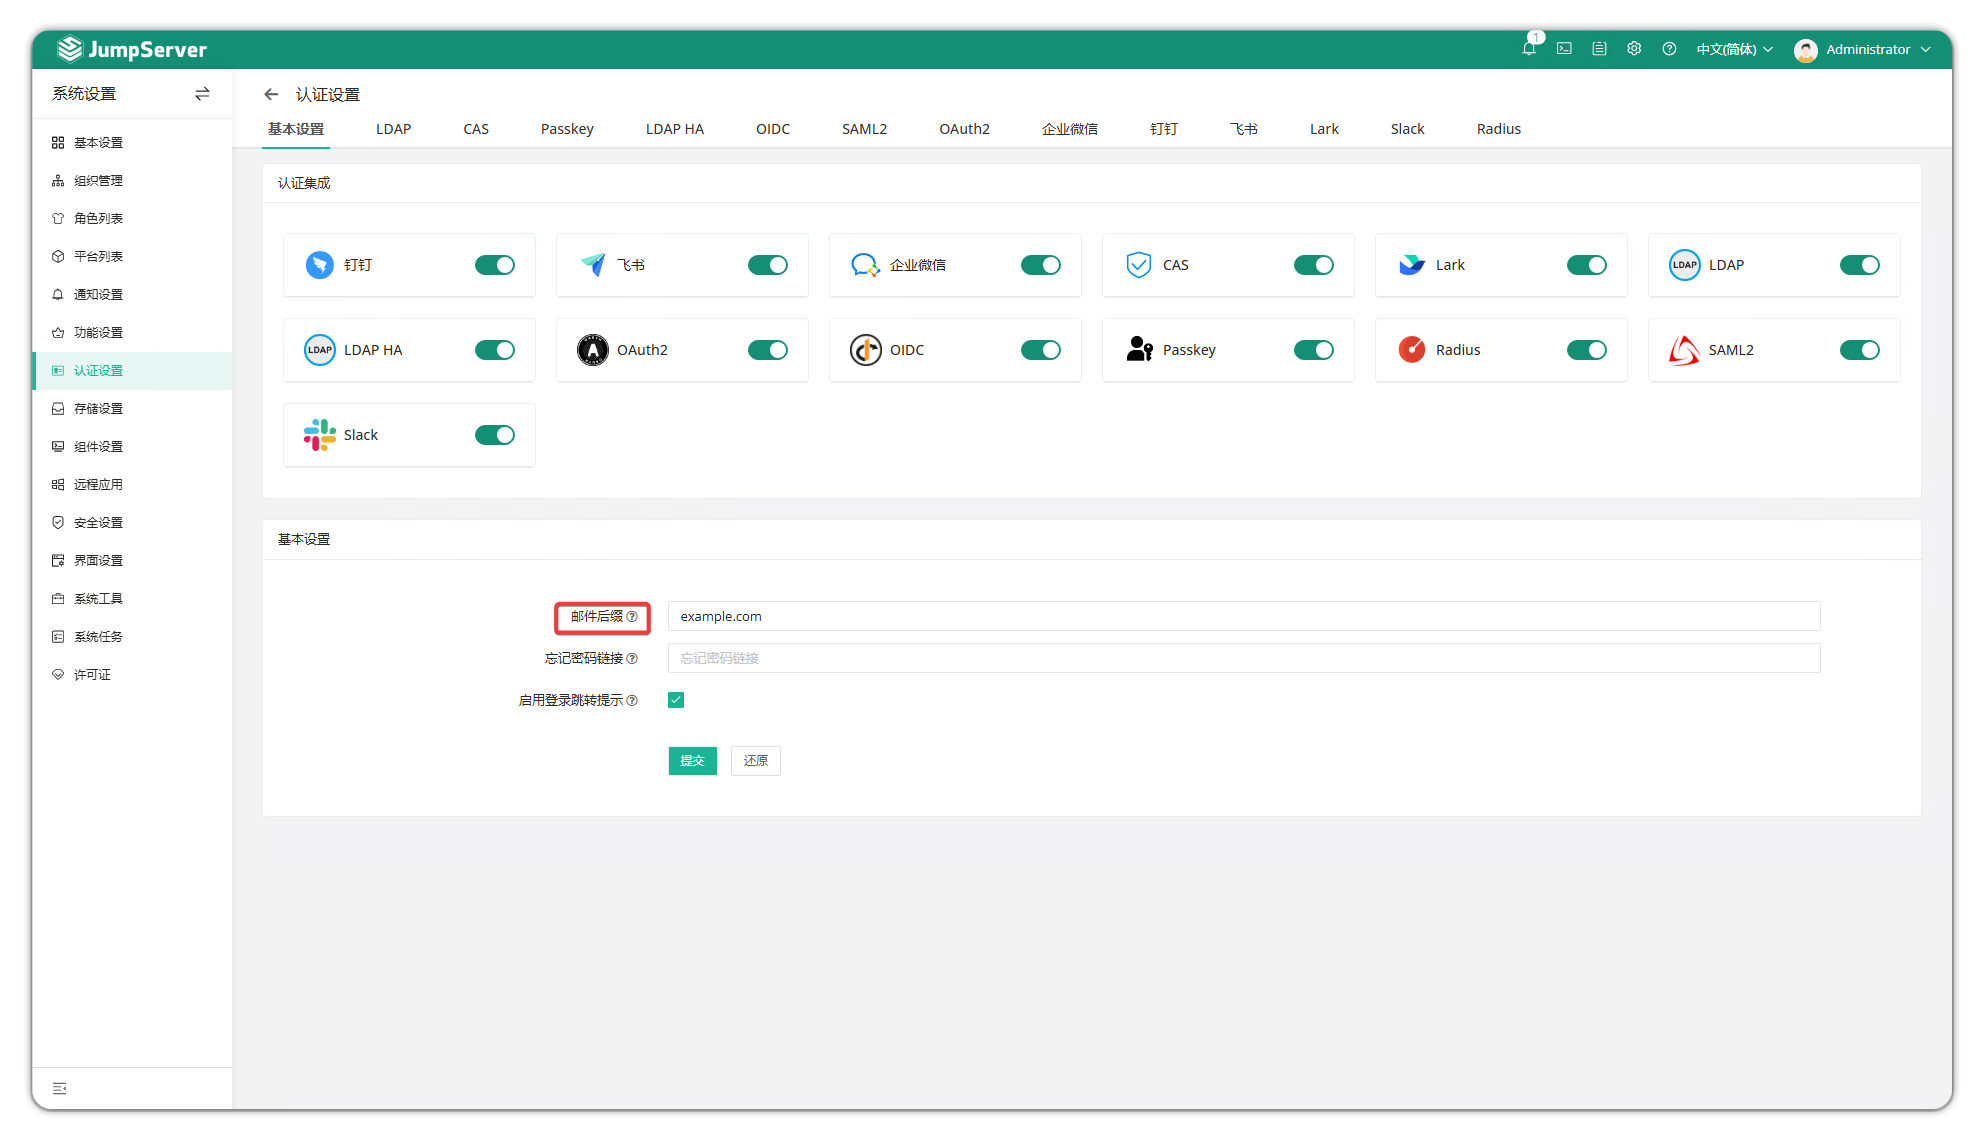 JumpServer
1
中文(简体)
Administrator
系统设置
基本设置
组织管理
角色列表
平台列表
通知设置
功能设置
认证设置
存储设置
组件设置
远程应用
安全设置
界面设置
系统工具
系统任务
许可证
认证设置
基本设置 LDAP CAS Passkey LDAP HA OIDC SAML2 OAuth2 企业微信 钉钉 飞书 Lark Slack Radius
认证集成
钉钉 飞书 企业微信 CAS Lark LDAP LDAP
LDAP LDAP HA OAuth2 OIDC Passkey Radius SAML2
Slack
基本设置
邮件后缀 example.com
忘记密码链接 忘记密码链接
启用登录跳转提示
提交 还原